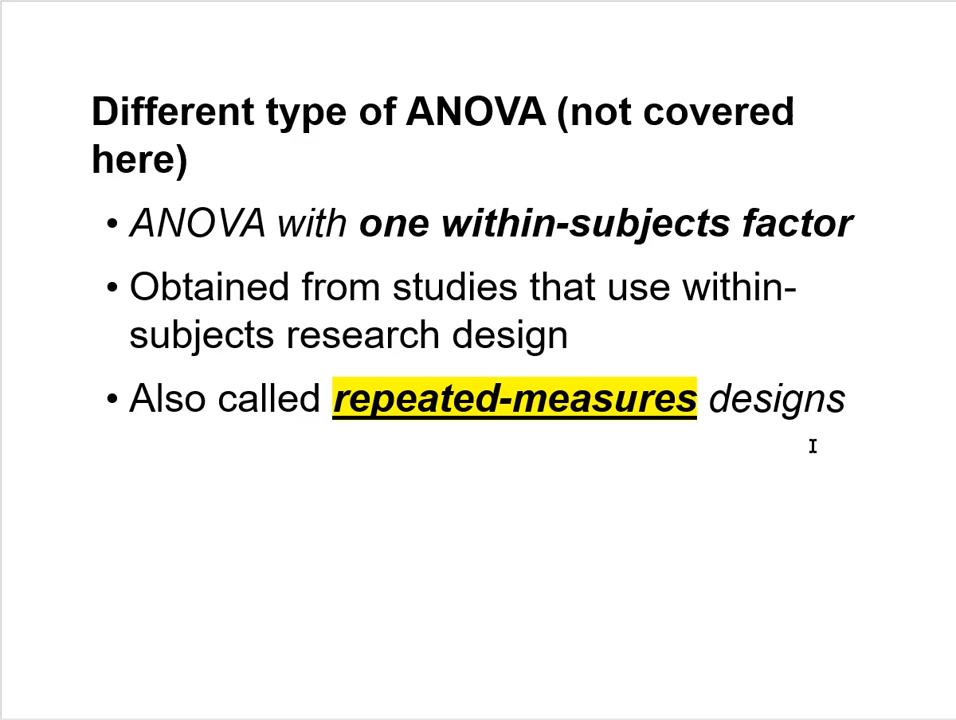 Different type of ANOVA (not covered
here)
• ANOVA with one within-subjects factor
• Obtained from studies that use within-
subjects research design
• Also called repeated-measures designs